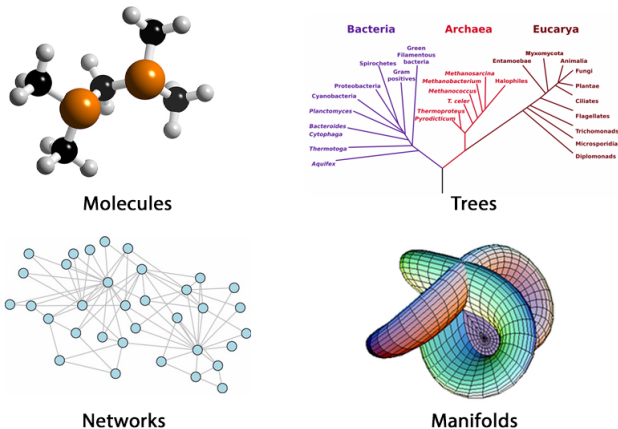 Bacteria
Archaea
Eucarya
Green
Filamentous
bacteria
Spirochetes
Gram
positives
Proteobacteria
Cyanobacteria
Planctomyces
Bacteroides
Cytophaga
Thermotoga
Aquifex
Methanosarcina
Methanobacterium
Halophiles
Methanococcus
T. celer
Thermoproteus
Pyrodicticum
Myxomycota
Entamoebae
Animalia
Fungi
Plantae
Ciliates
Flagellates
Trichomonads
Microsporidia
Diplomonads
Molecules
Trees
Networks
Manifolds